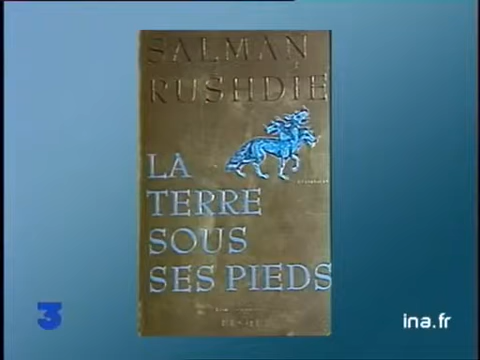 SALMAN
RUSHDIE
LA
TERRE
SOUS
SES PIEDS
3
ina.fr